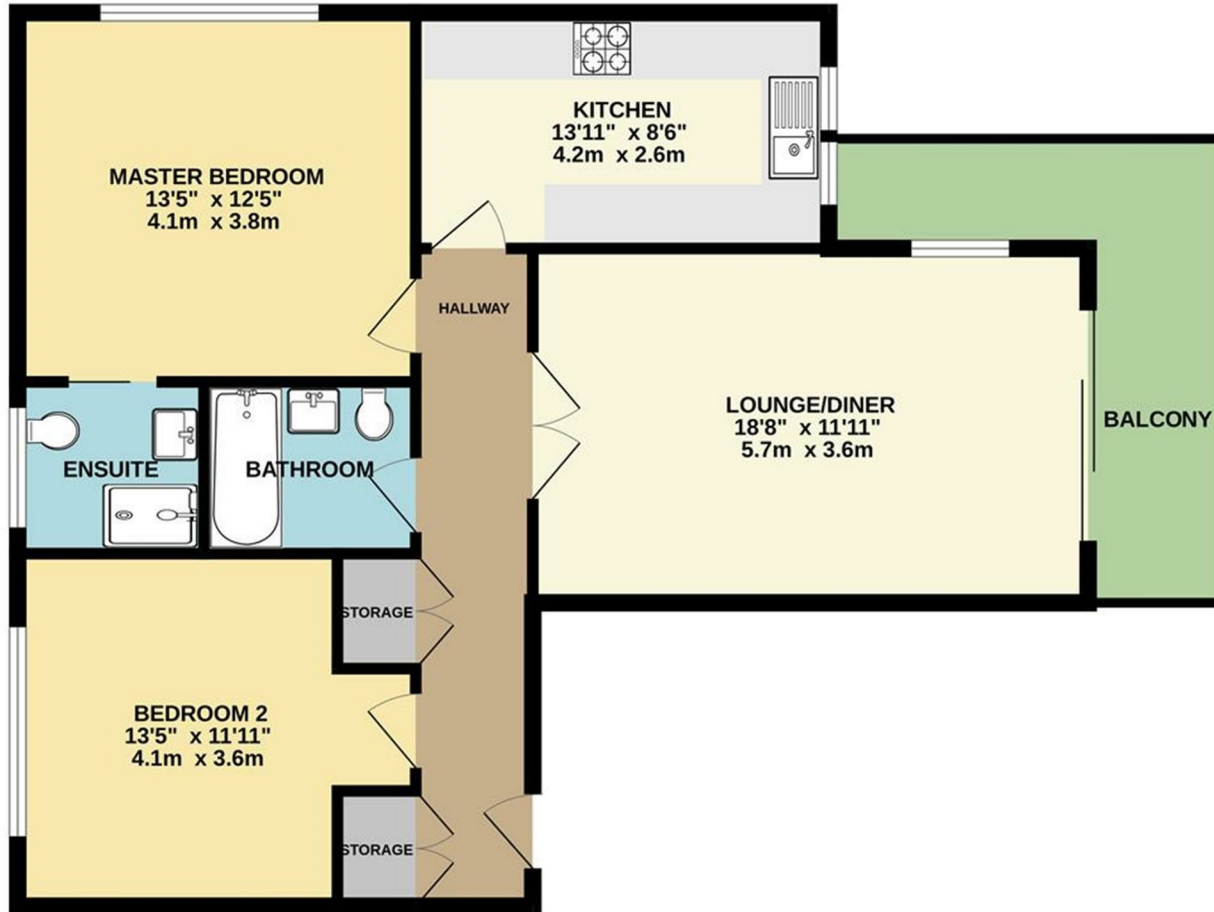 KITCHEN
13'11" x 8'6"
4.2m x 2.6m
MASTER BEDROOM
13'5" x 12'5"
4.1m x 3.8m
HALLWAY
LOUNGE/DINER
18'8" x 11'11"
5.7m x 3.6m
BALCONY
ENSUITE
BATHROOM
STORAGE
BEDROOM 2
13'5" x 11'11"
4.1m x 3.6m
STORAGE